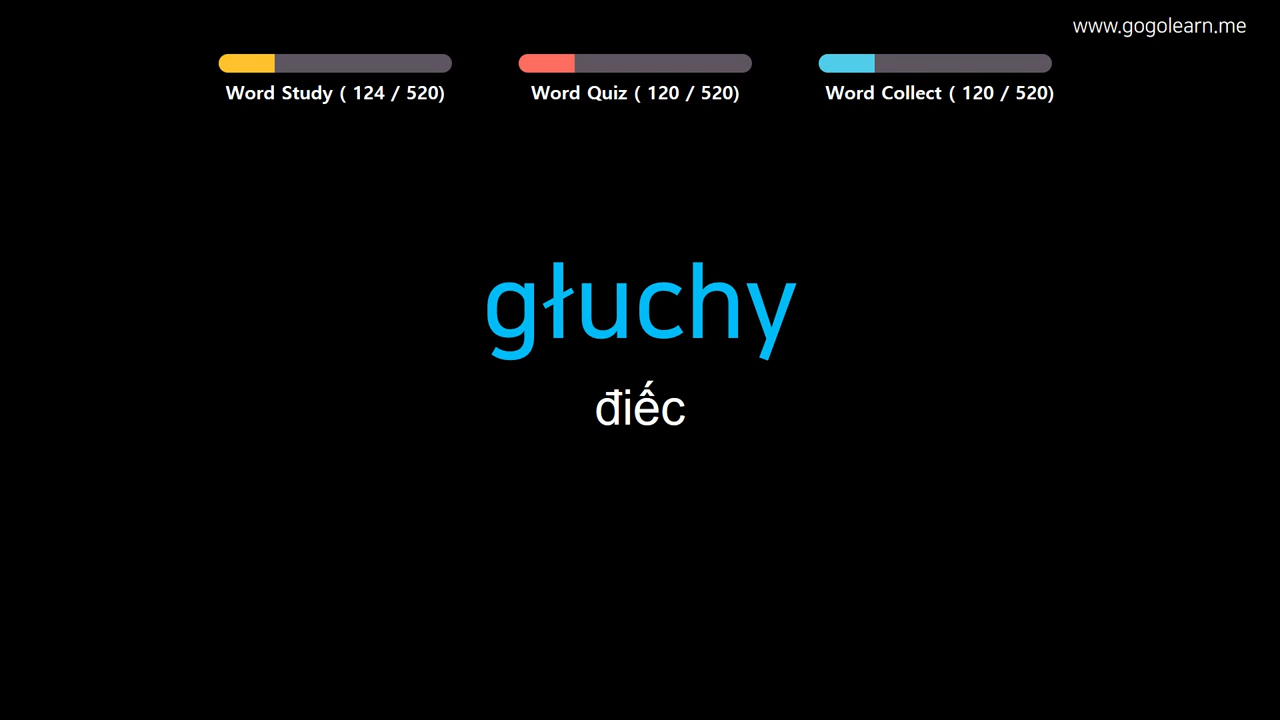 www.gogolearn.me
Word Study ( 124 / 520)
Word Quiz ( 120 / 520)
Word Collect ( 120 / 520)
głuchy
điếc